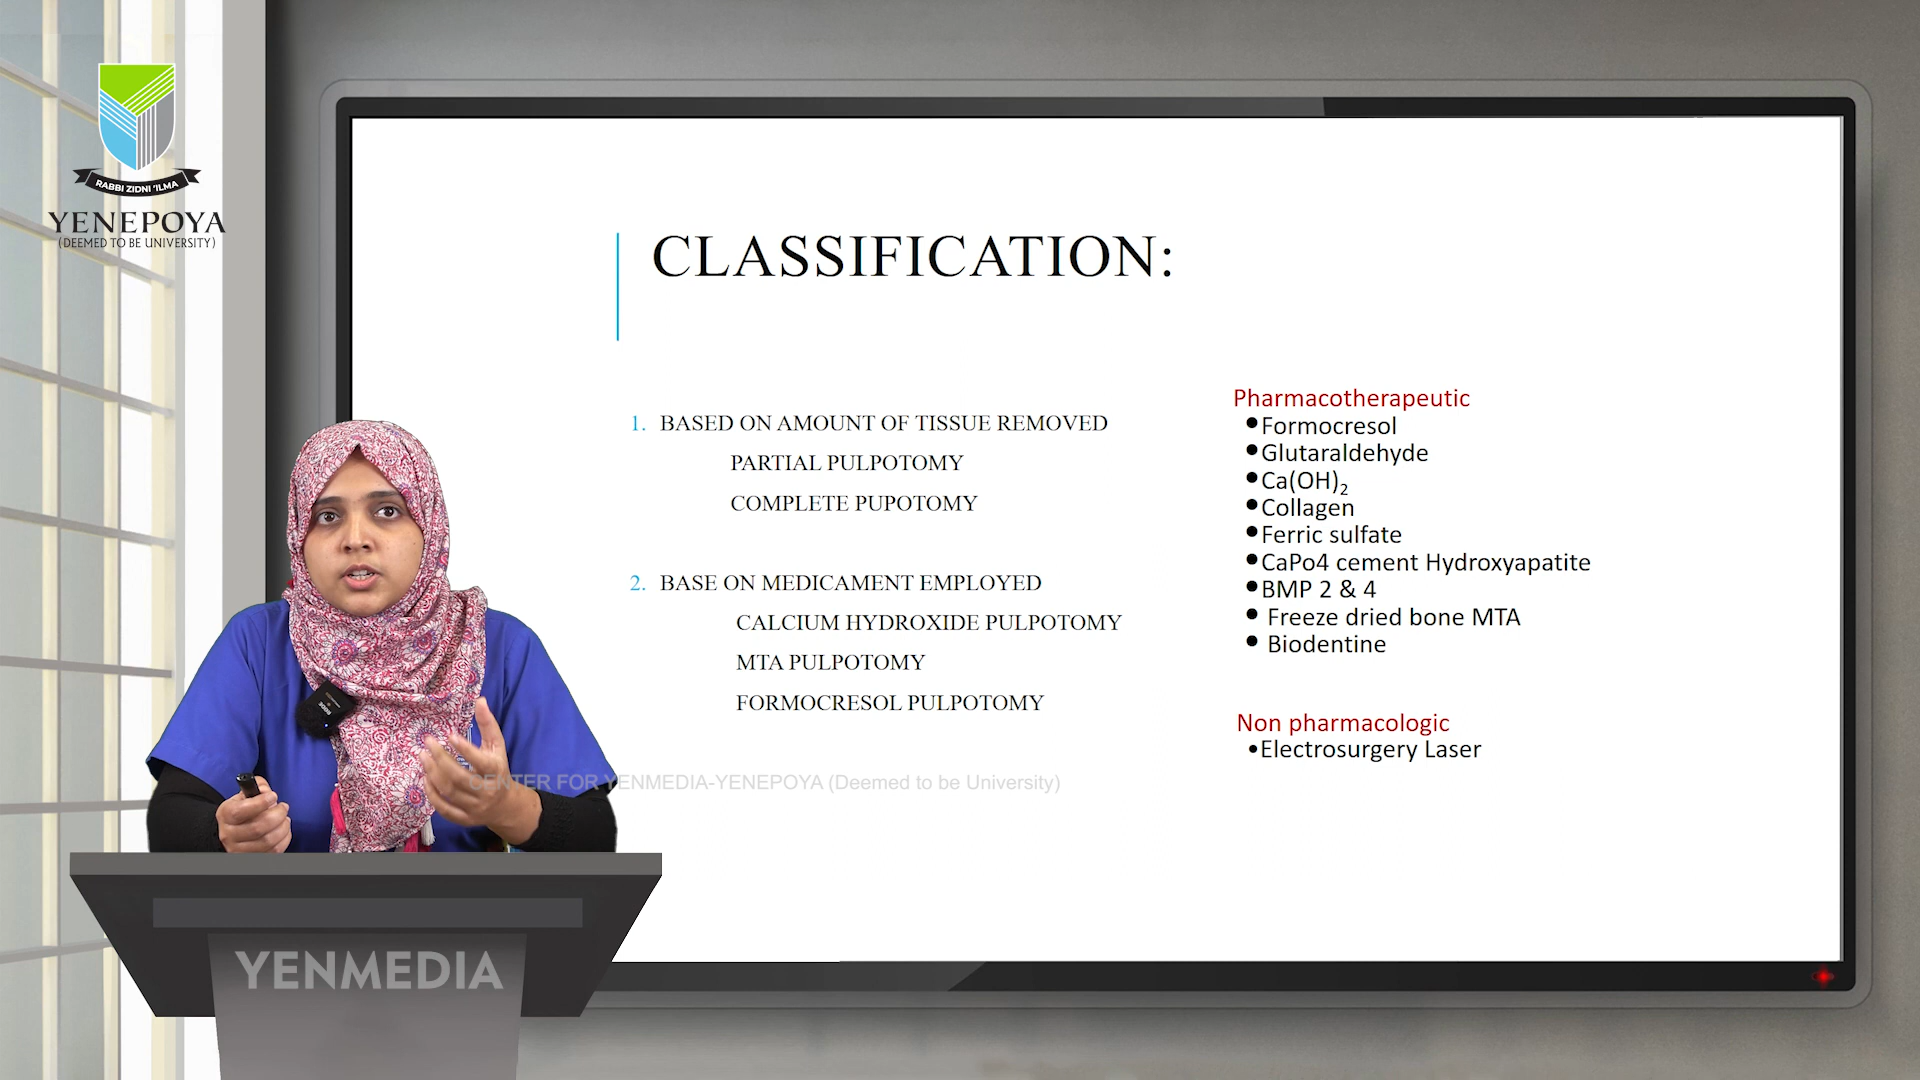 RABBI ZIDNI 'ILMA
YENEPOYA
(DEEMED TO BE UNIVERSITY)
CLASSIFICATION:
1. BASED ON AMOUNT OF TISSUE REMOVED
PARTIAL PULPOTOMY
COMPLETE PUPOTOMY
2. BASE ON MEDICAMENT EMPLOYED
CALCIUM HYDROXIDE PULPOTOMY
MTA PULPOTOMY
FORMOCRESOL PULPOTOMY
Pharmacotherapeutic
•Formocresol
•Glutaraldehyde
•Ca(OH)₂
•Collagen
•Ferric sulfate
•CaPo4 cement Hydroxyapatite
•BMP 2 & 4
• Freeze dried bone MTA
• Biodentine
Non pharmacologic
•Electrosurgery Laser
CENTER FOR YENMEDIA-YENEPOYA (Deemed to be University)
YENMEDIA